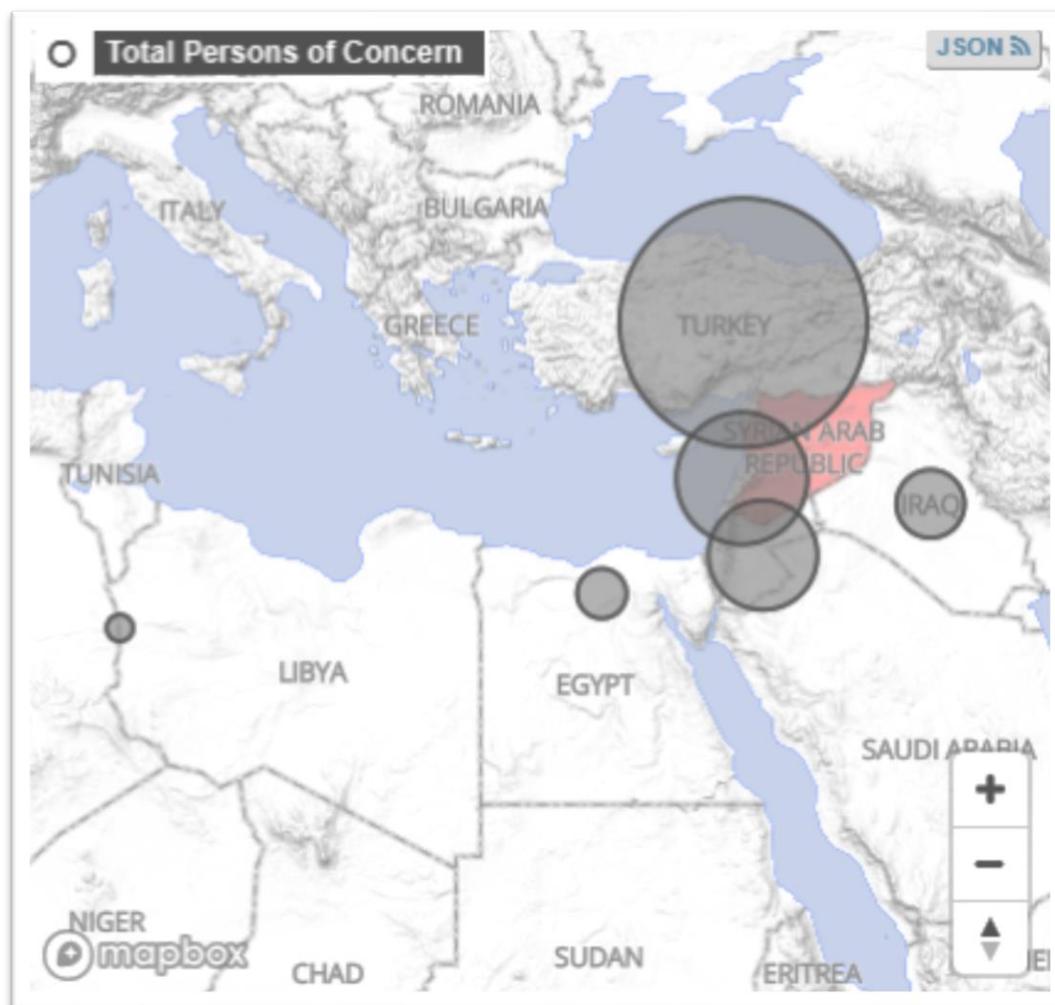 Total Persons of Concern
JSON
ROMANIA
ITALY
BULGARIA
GREECE
TURKEY
SYRIAN ARAB
REPUBLIC
TUNISIA
IRAQ
LIBYA
EGYPT
SAUDI ARABIA
NIGER
mapbox
CHAD
SUDAN
ERITREA